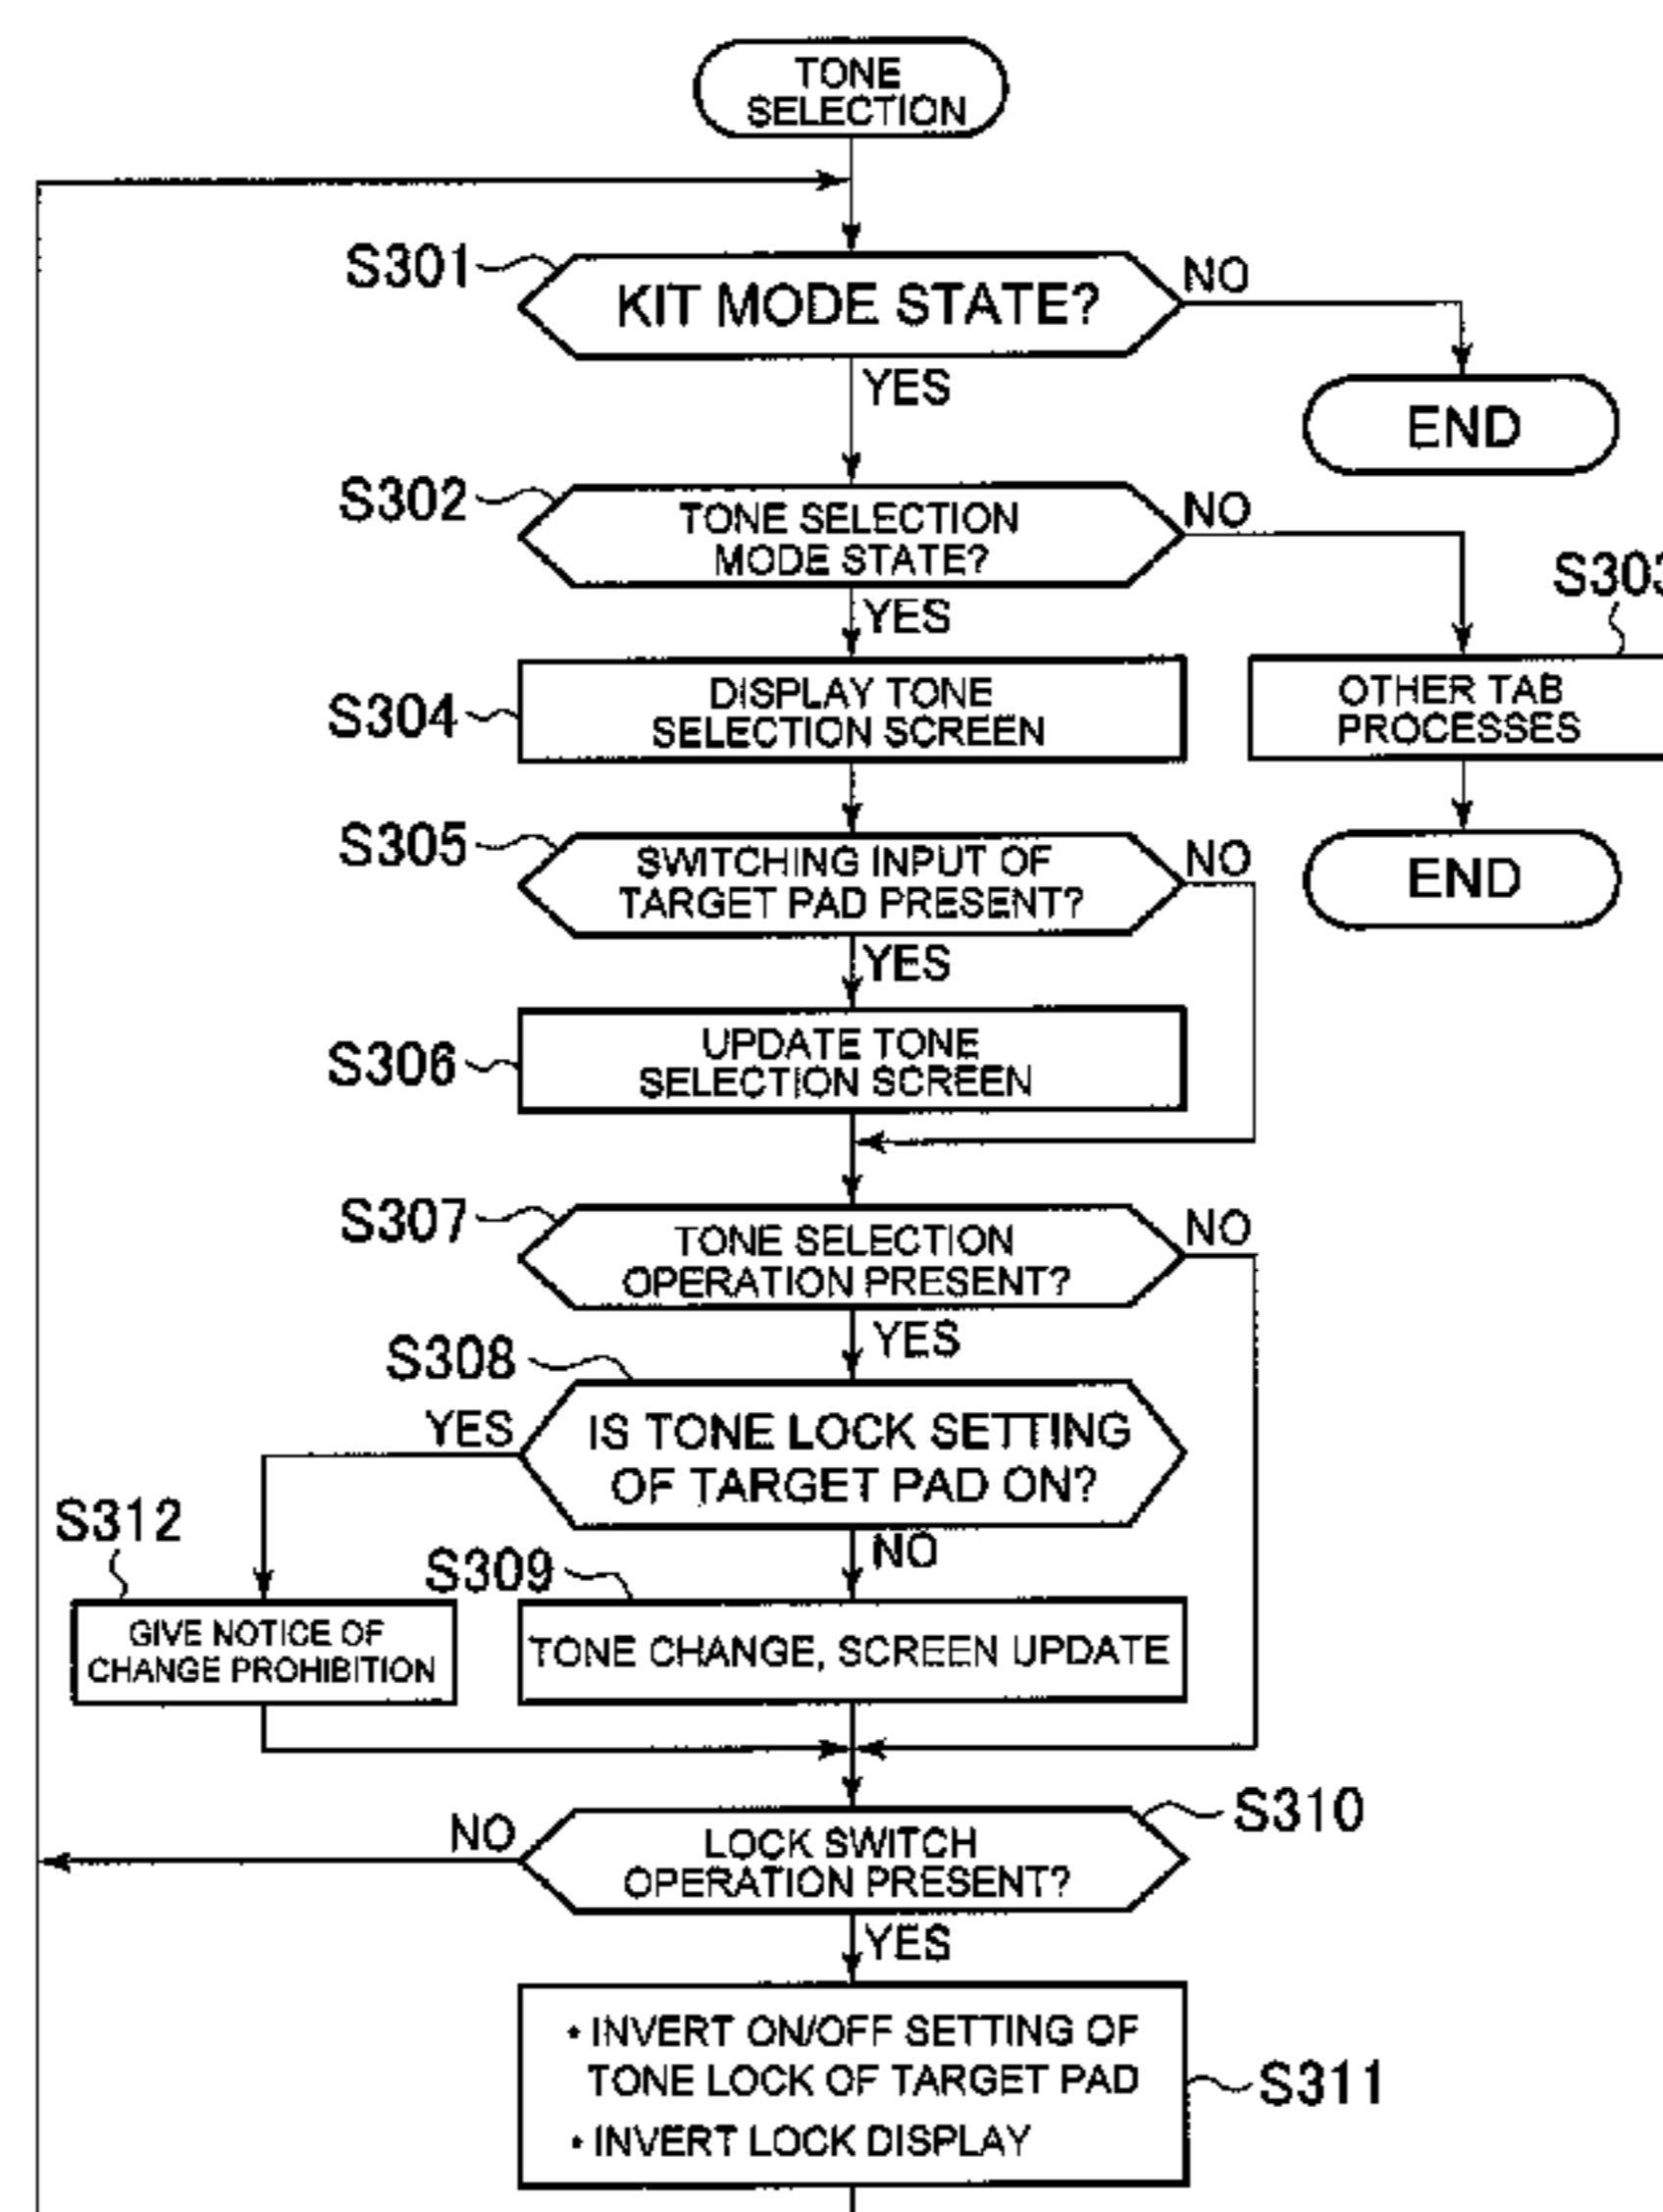 TONE
SELECTION
S301
KIT MODE STATE?
NO
YES
END
S302
TONE SELECTION
MODE STATE?
NO
YES
S303
OTHER TAB
PROCESSES
S304
DISPLAY TONE
SELECTION SCREEN
END
S305
SWITCHING INPUT OF
TARGET PAD PRESENT?
NO
YES
S306
UPDATE TONE
SELECTION SCREEN
S307
TONE SELECTION
OPERATION PRESENT?
NO
YES
S308
IS TONE LOCK SETTING
OF TARGET PAD ON?
YES
NO
S312
GIVE NOTICE OF
CHANGE PROHIBITION
S309
TONE CHANGE, SCREEN UPDATE
S310
LOCK SWITCH
OPERATION PRESENT?
NO
YES
• INVERT ON/OFF SETTING OF
TONE LOCK OF TARGET PAD
• INVERT LOCK DISPLAY
S311